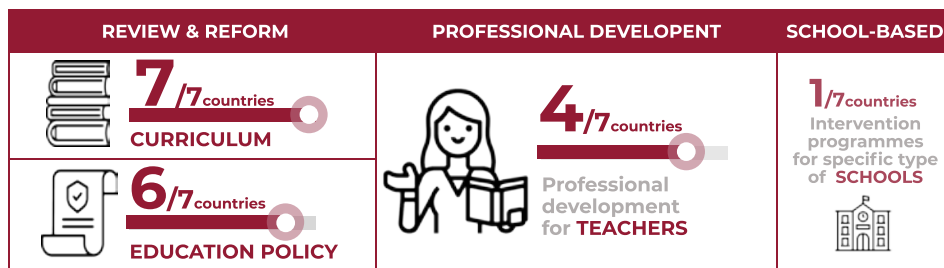 REVIEW & REFORM
7/7countries
CURRICULUM
6/7countries
EDUCATION POLICY
PROFESSIONAL DEVELOPENT
4/7countries
Professional
development
for TEACHERS
SCHOOL-BASED
1/7countries
Intervention
programmes
for specific type
of SCHOOLS